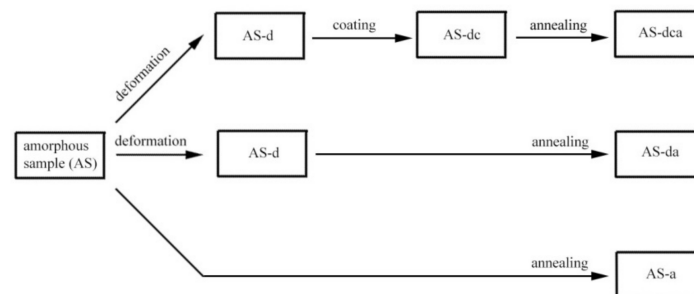 AS-d
coating
AS-dc
annealing
AS-dca
deformation
amorphous
sample (AS)
deformation
AS-d
annealing
AS-da
annealing
AS-a